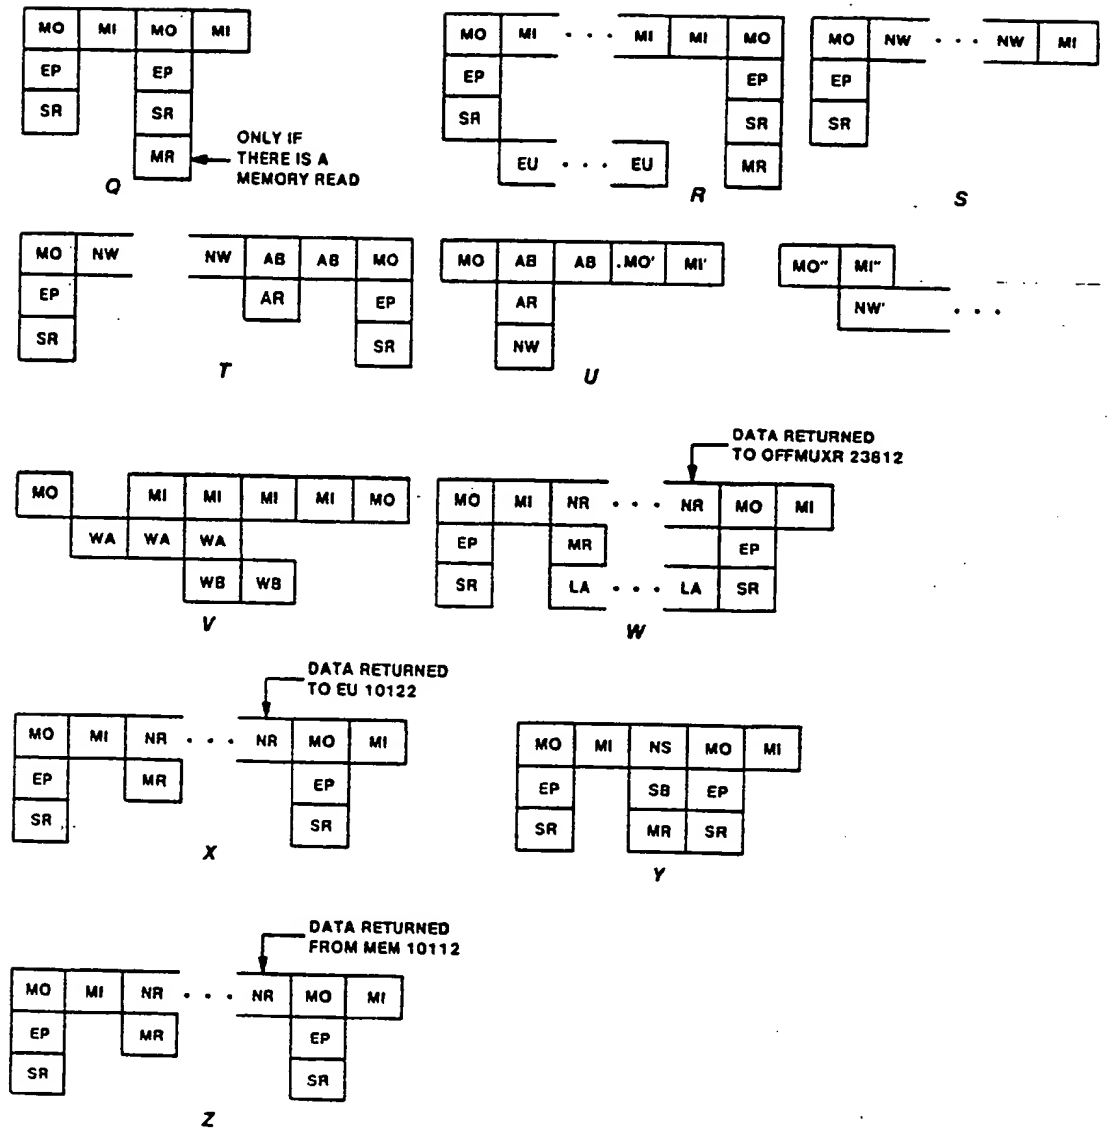 MO MI MO MI
EP EP
SR SR
MR
ONLY IF
THERE IS A
MEMORY READ
Q
MO MI . . . MI MI MO
EP EP
SR SR
EU . . . EU MR
R
MO NW . . . NW MI
EP
SR
S
MO NW NW AB AB MO
EP AR EP
SR SR
T
MO AB AB .MO' MI'
AR
NW
U
MO" MI"
NW' . . .
MO MI MI MI MI MO
WA WA WA
WB WB
V
DATA RETURNED
TO OFFMUXR 23812
MO MI NR . . . NR MO MI
EP MR EP
SR LA . . . LA SR
W
DATA RETURNED
TO EU 10122
MO MI NR . . . NR MO MI
EP MR EP
SR SR
X
MO MI NS MO MI
EP SB EP
SR MR SR
Y
DATA RETURNED
FROM MEM 10112
MO MI NR . . . NR MO MI
EP MR EP
SR SR
Z